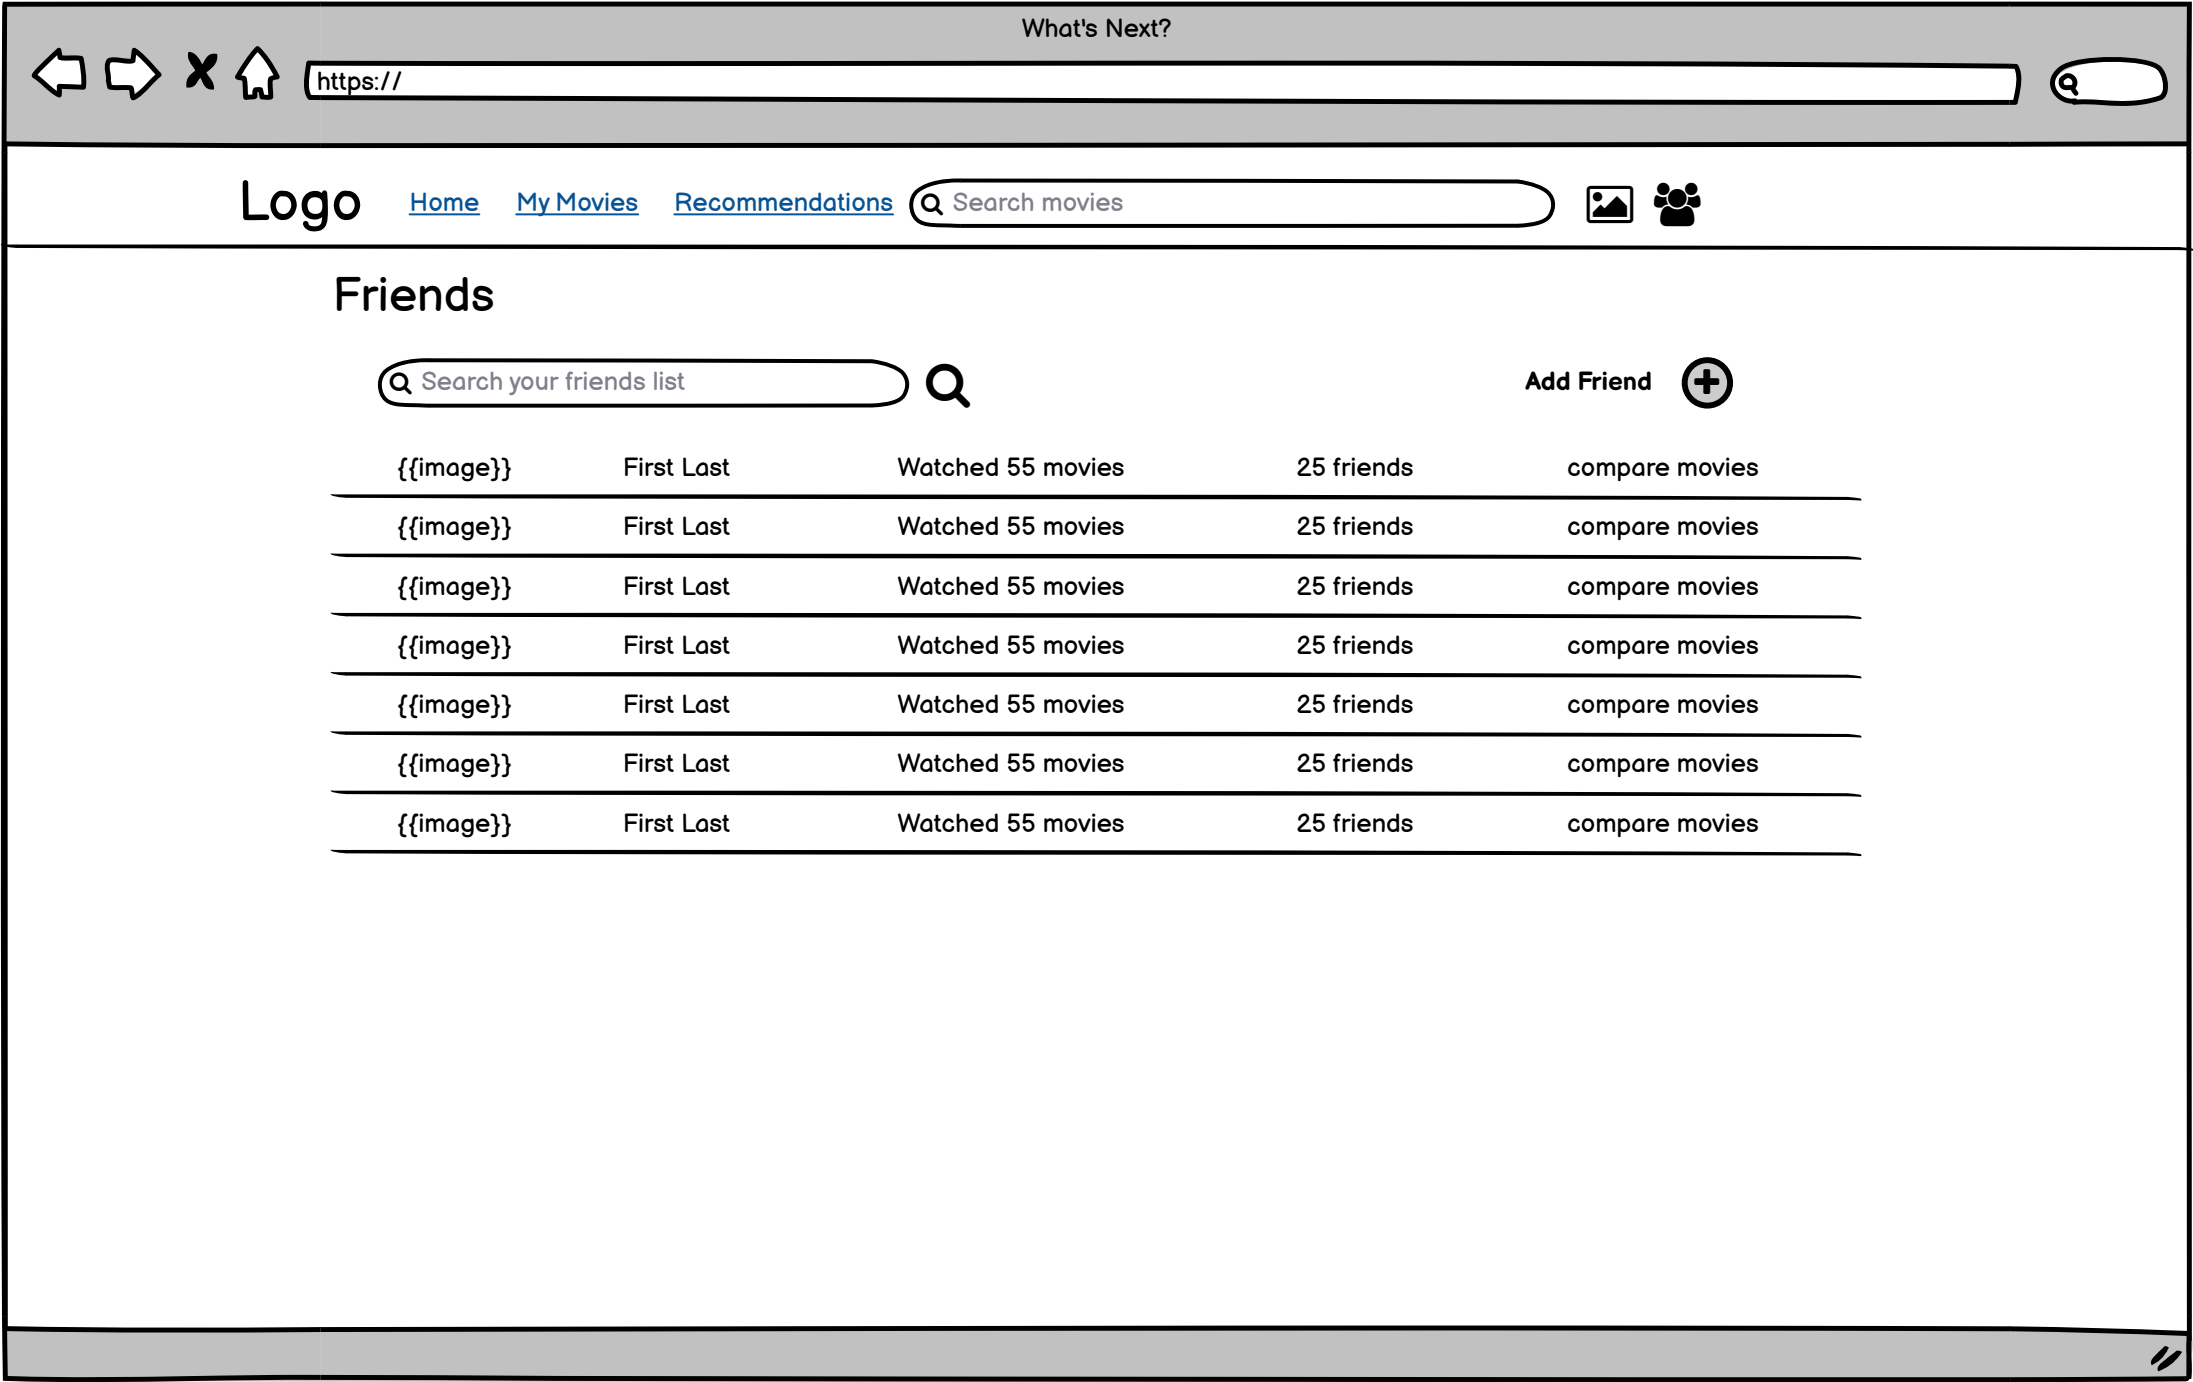 What's Next?
https://
Logo Home My Movies Recommendations Search movies
Friends
Search your friends list Add Friend
{{image}} First Last Watched 55 movies 25 friends compare movies
{{image}} First Last Watched 55 movies 25 friends compare movies
{{image}} First Last Watched 55 movies 25 friends compare movies
{{image}} First Last Watched 55 movies 25 friends compare movies
{{image}} First Last Watched 55 movies 25 friends compare movies
{{image}} First Last Watched 55 movies 25 friends compare movies
{{image}} First Last Watched 55 movies 25 friends compare movies